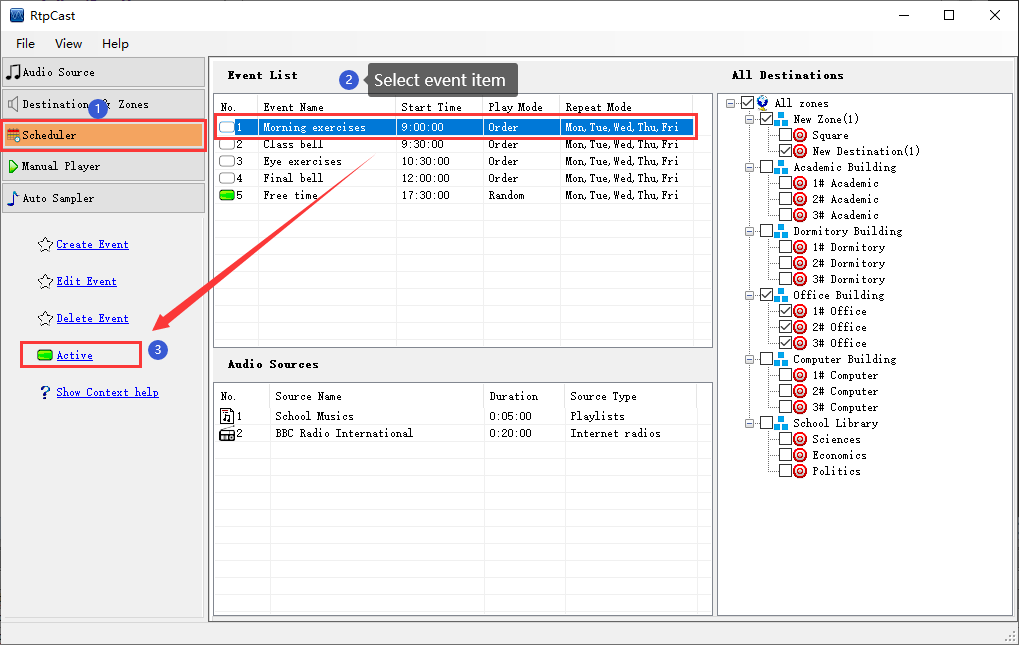 RtpCast
File View Help
Audio Source
Destination & Zones
1
Scheduler
Manual Player
Auto Sampler
Create Event
Edit Event
Delete Event
Active
3
Show Context help
Event List
2
Select event item
No. Event Name Start Time Play Mode Repeat Mode
1 Morning exercises 9:00:00 Order Mon, Tue, Wed, Thu, Fri
2 Class bell 9:30:00 Order Mon, Tue, Wed, Thu, Fri
3 Eye exercises 10:30:00 Order Mon, Tue, Wed, Thu, Fri
4 Final bell 12:00:00 Order Mon, Tue, Wed, Thu, Fri
5 Free time 17:30:00 Random Mon, Tue, Wed, Thu, Fri
Audio Sources
No. Source Name Duration Source Type
1 School Musics 0:05:00 Playlists
2 BBC Radio International 0:20:00 Internet radios
All Destinations
All zones
New Zone(1)
Square
New Destination(1)
Academic Building
1# Academic
2# Academic
3# Academic
Dormitory Building
1# Dormitory
2# Dormitory
3# Dormitory
Office Building
1# Office
2# Office
3# Office
Computer Building
1# Computer
2# Computer
3# Computer
School Library
Sciences
Economics
Politics